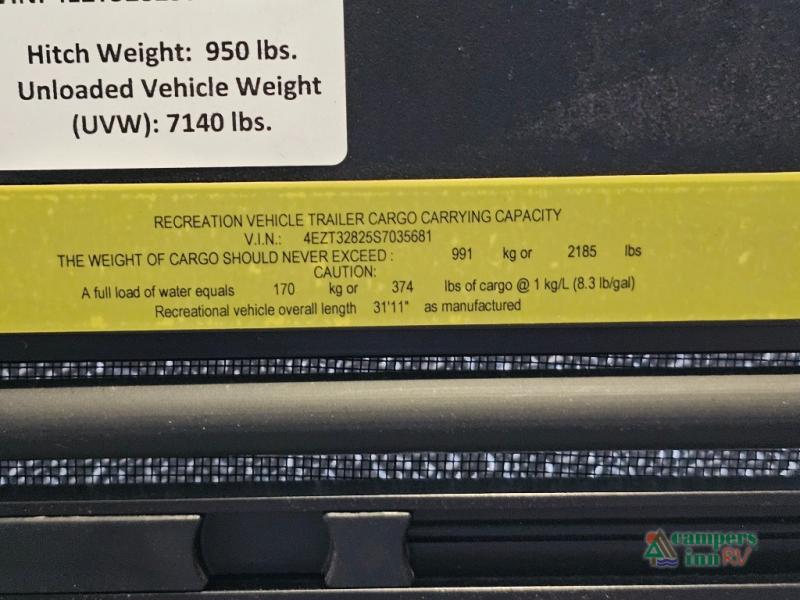 Hitch Weight: 950 lbs.
Unloaded Vehicle Weight
(UVW): 7140 lbs.
RECREATION VEHICLE TRAILER CARGO CARRYING CAPACITY
V.I.N.: 4EZT32825S7035681
THE WEIGHT OF CARGO SHOULD NEVER EXCEED : 991 kg or 2185 lbs
CAUTION:
A full load of water equals 170 kg or 374 lbs of cargo @ 1 kg/L (8.3 lb/gal)
Recreational vehicle overall length 31'11" as manufactured
campers
inn RV